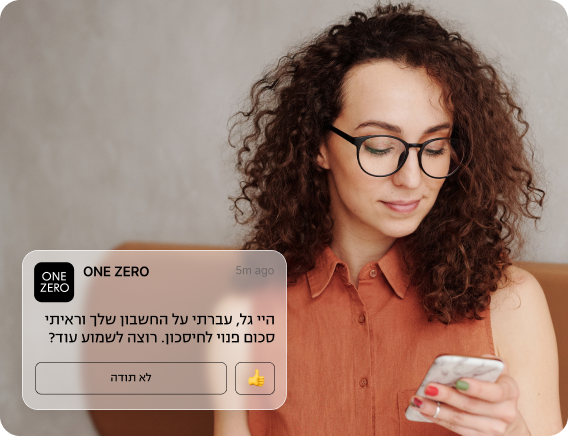 ONE
ZERO
ONE ZERO
5m ago
היי גל, עברתי על החשבון שלך וראיתי
סכום פנוי לחיסכון. רוצה לשמוע עוד?
לא תודה